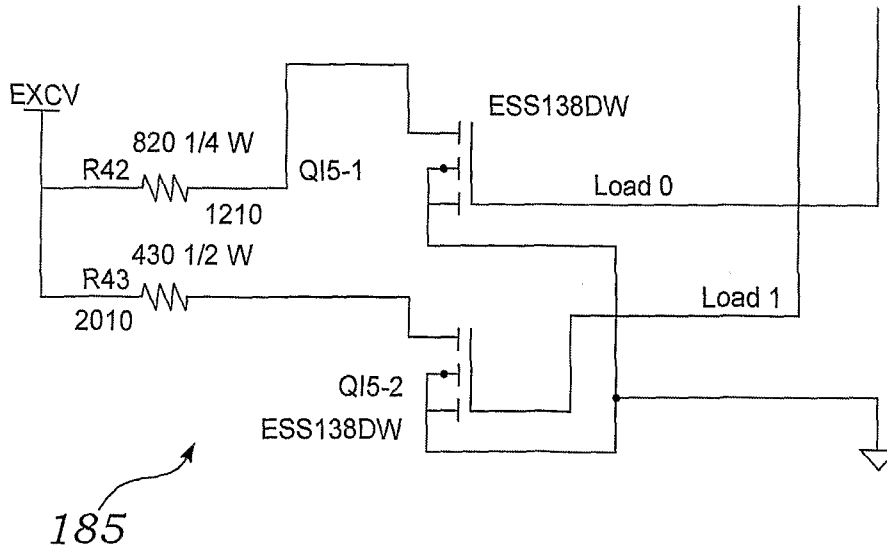 EXCV
ESS138DW
820 1/4 W
R42
QI5-1
1210
Load 0
430 1/2 W
R43
2010
Load 1
QI5-2
ESS138DW
185